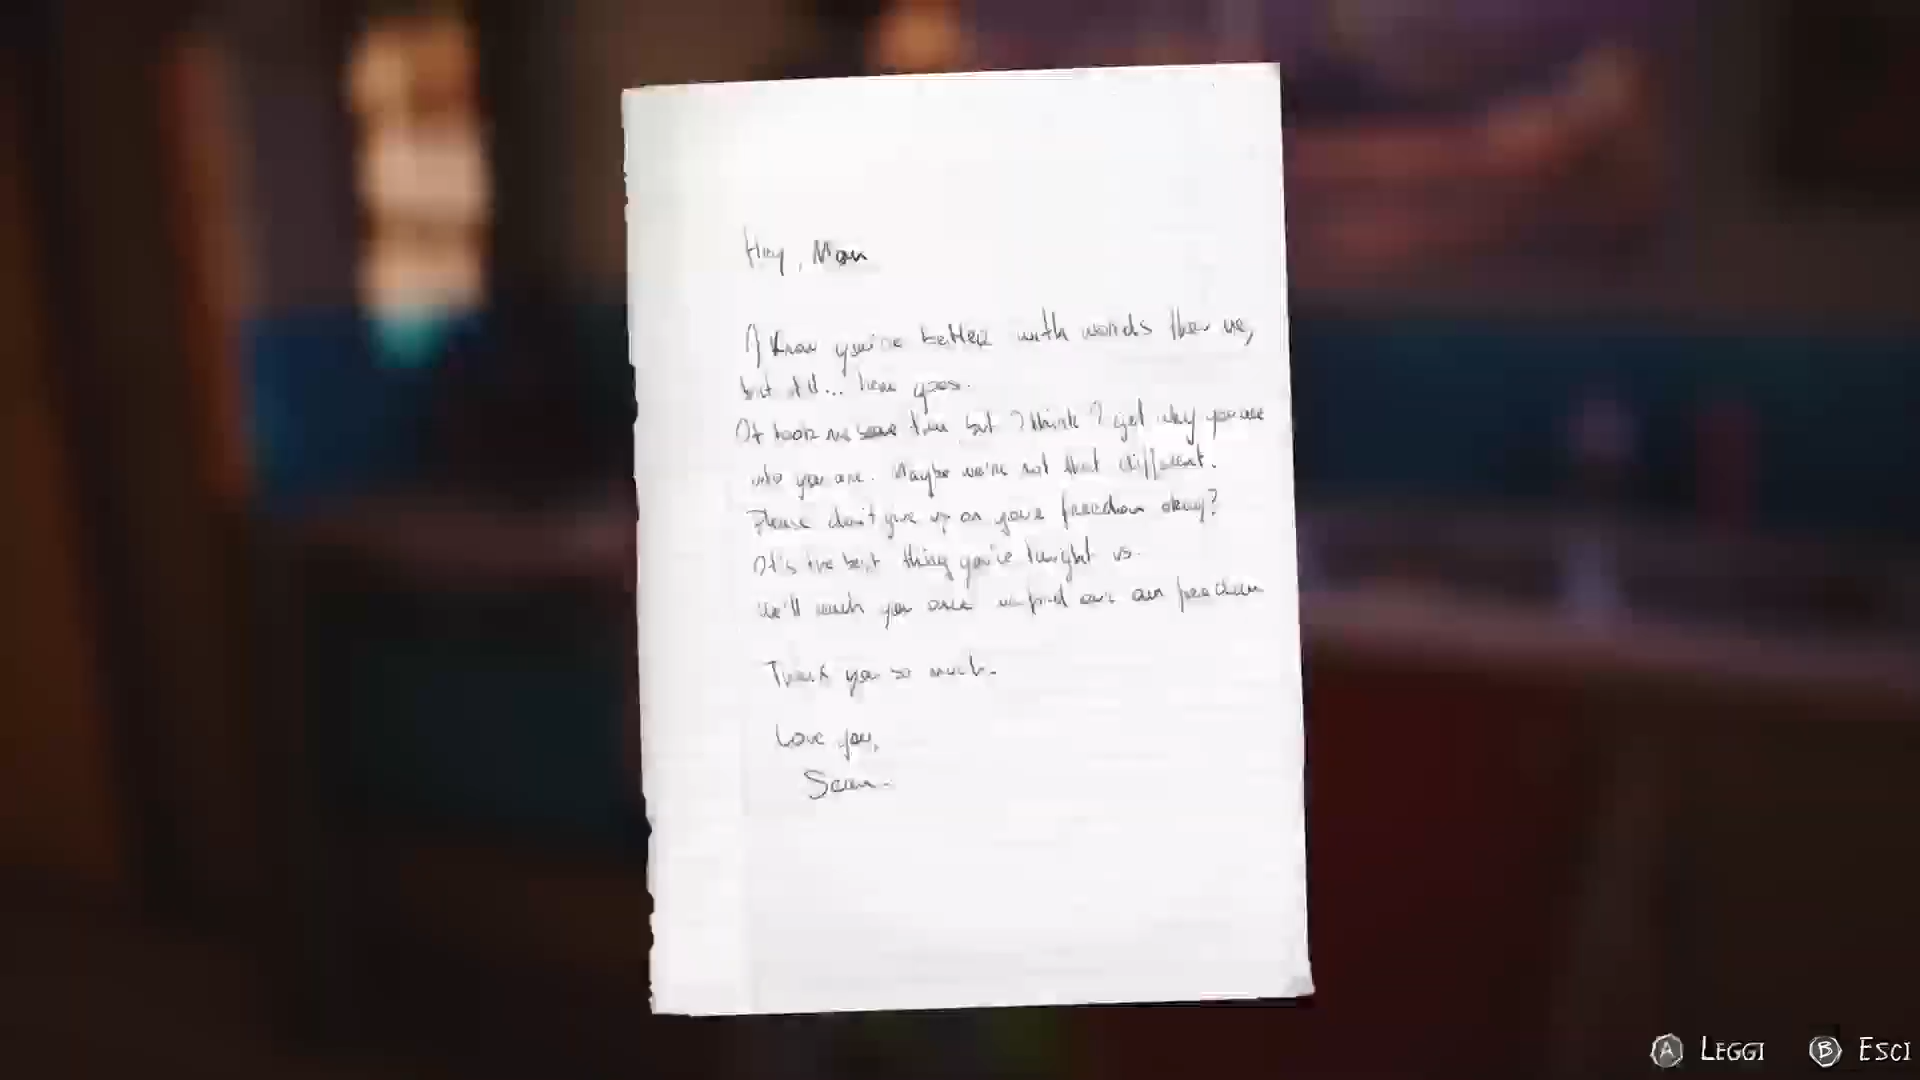 Hey, Mom
I know you're better with words than me,
but still... here goes.
It took me some time but I think I get why you are
who you are. Maybe we're not that different.
Please don't give up on your freedom okay?
It's the best thing you've taught us.
We'll reach you once we find our own freedom
Thank you so much.
Love you,
Sean.
A LEGGI B ESCI